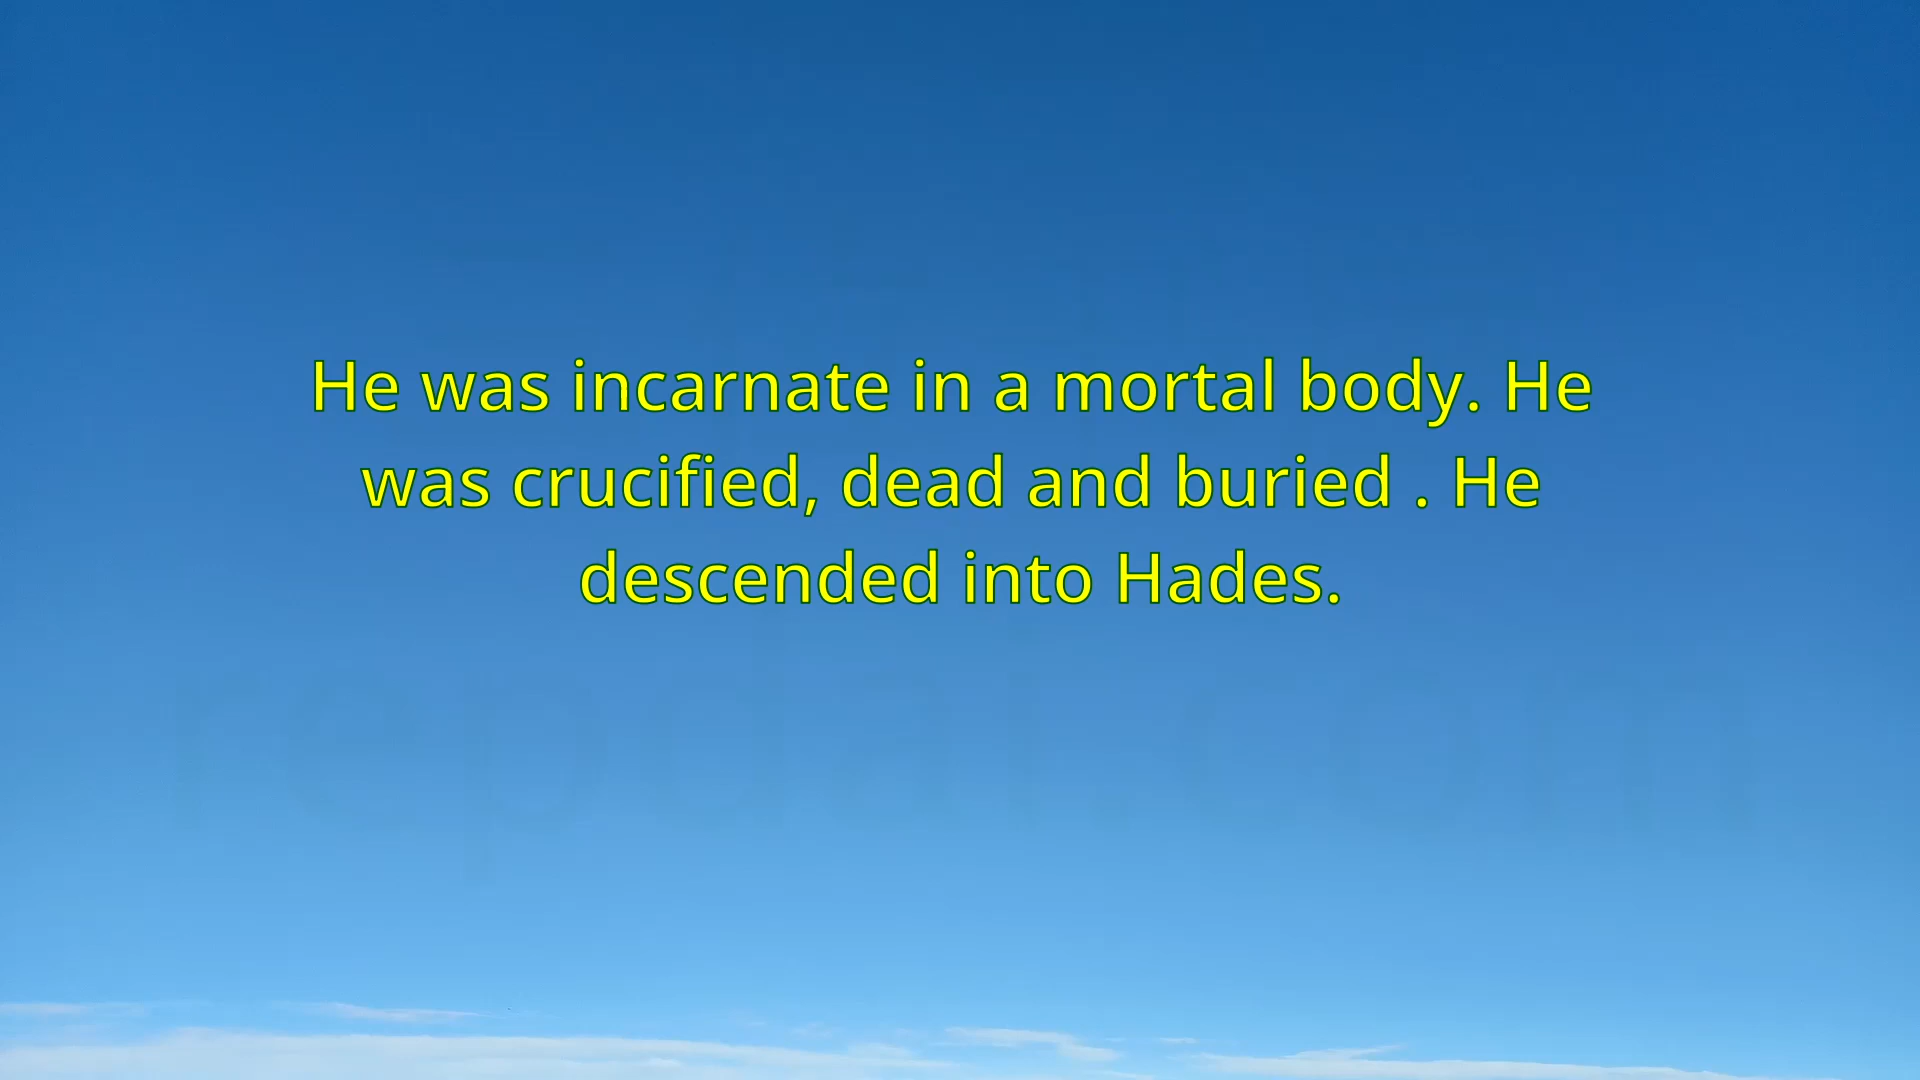 He was incarnate in a mortal body. He
was crucified, dead and buried . He
descended into Hades.